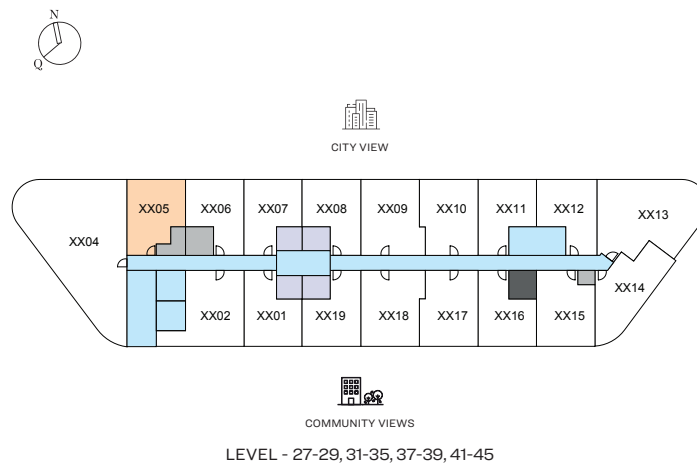 N
Q
CITY VIEW
XX05 XX06 XX07 XX08 XX09 XX10 XX11 XX12
XX13
XX04
XX14
XX02 XX01 XX19 XX18 XX17 XX16 XX15
COMMUNITY VIEWS
LEVEL - 27-29, 31-35, 37-39, 41-45